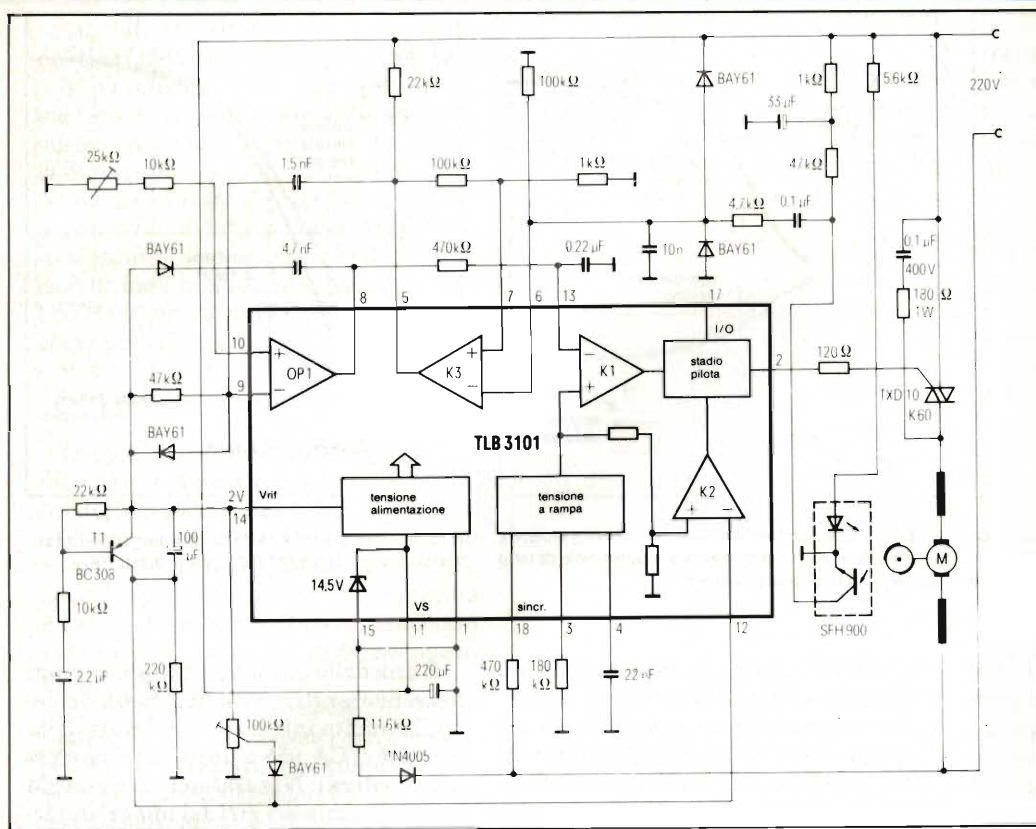 22kΩ
100kΩ
BAY61
1kΩ
5.6kΩ
220V
33 µF
25kΩ
10kΩ
1.5nF
100kΩ
1kΩ
47kΩ
BAY61
4.7nF
470kΩ
0.22µF
10n
4.7kΩ
0.1µF
BAY61
0.1µF
400V
180 Ω
1W
8
5
7
6
13
17
I/O
10
+
OP1
9
−
K3
+
−
K1
−
+
stadio
pilota
2
120Ω
TXD 10
K60
47kΩ
BAY61
TLB 3101
22kΩ
2V
Vrif
14
tensione
alimentazione
tensione
a rampa
K2
+
−
T1
BC308
100
µF
14,5V
VS
sincr.
M
SFH900
15
11
1
18
3
4
12
10kΩ
2.2µF
220
kΩ
220µF
470
kΩ
180
kΩ
22nF
100kΩ
11.6kΩ
BAY61
1N4005